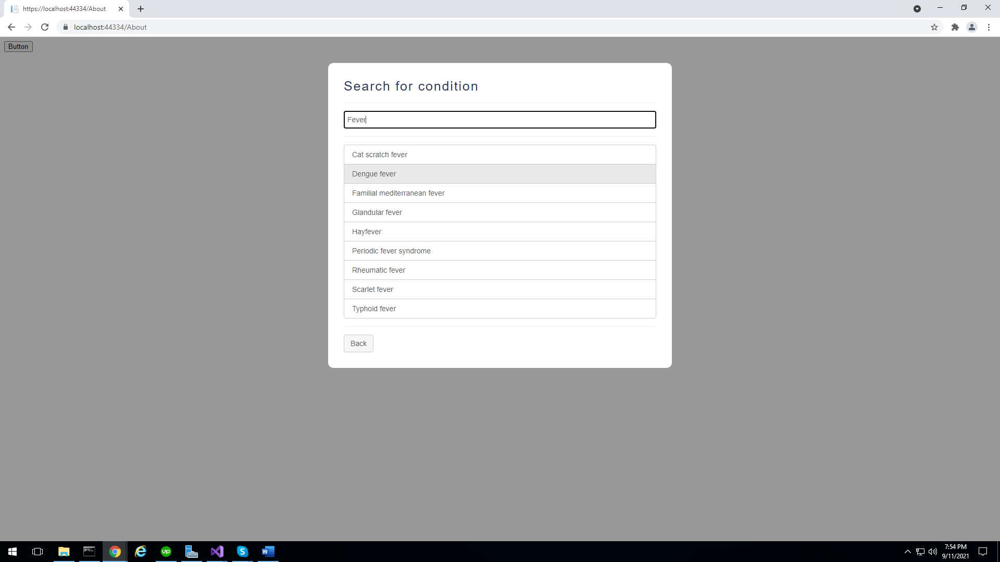 https://localhost:44334/About
localhost:44334/About
Button
Search for condition
Fever
Cat scratch fever
Dengue fever
Familial mediterranean fever
Glandular fever
Hayfever
Periodic fever syndrome
Rheumatic fever
Scarlet fever
Typhoid fever
Back
up
S
W
7:54 PM
9/11/2021